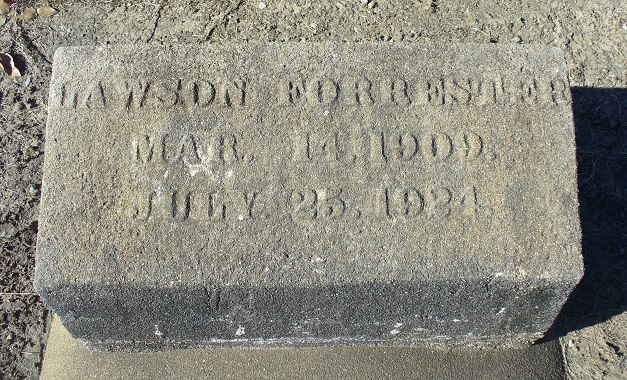 LAWSON FORRESTER
MAR. 14, 1909.
JULY. 25, 1924.